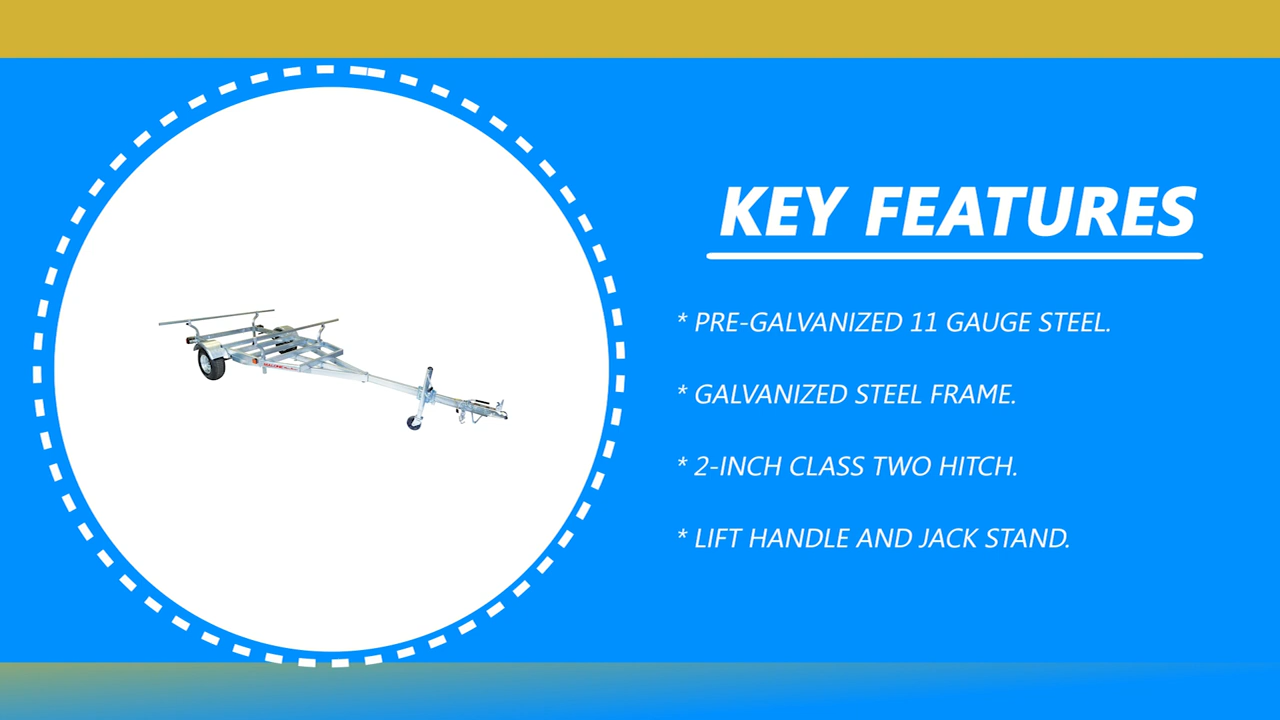 KEY FEATURES
* PRE-GALVANIZED 11 GAUGE STEEL.
* GALVANIZED STEEL FRAME.
* 2-INCH CLASS TWO HITCH.
* LIFT HANDLE AND JACK STAND.